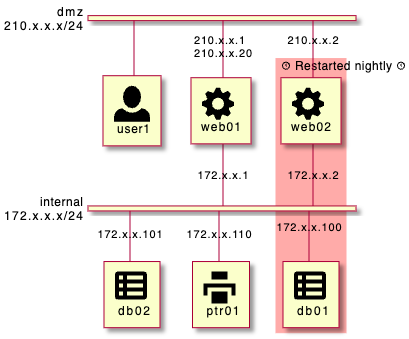 dmz
210.x.x.x/24
210.x.x.1
210.x.x.20
210.x.x.2
Restarted nightly
user1
web01
web02
172.x.x.1
172.x.x.2
internal
172.x.x.x/24
172.x.x.101
172.x.x.110
172.x.x.100
db02
ptr01
db01